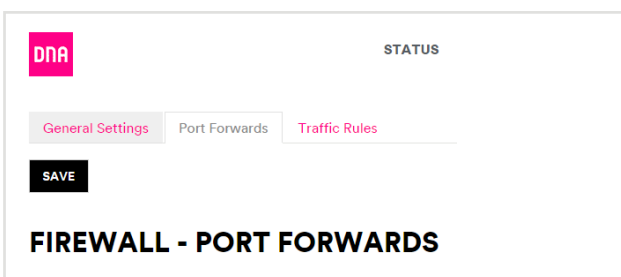 DNA
STATUS
General Settings Port Forwards Traffic Rules
SAVE
FIREWALL - PORT FORWARDS